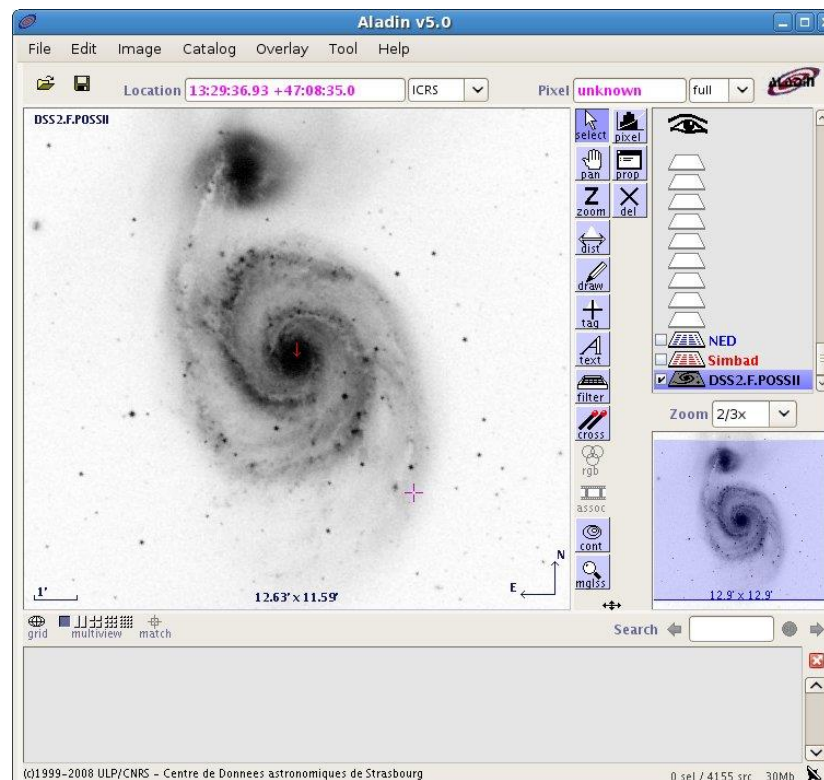 Aladin v5.0
File Edit Image Catalog Overlay Tool Help
Location 13:29:36.93 +47:08:35.0 ICRS Pixel unknown full Aladin
DSS2.F.POSSII
select pixel
pan prop
Z
zoom del
dist
draw
tag
A
text
filter
cross
rgb
assoc
cont
mglss
NED
Simbad
DSS2.F.POSSII
Zoom 2/3x
12.9' x 12.9'
N
E
1'
12.63' x 11.59'
grid multiview match
Search
(c)1999-2008 ULP/CNRS - Centre de Donnees astronomiques de Strasbourg
0 sel / 4155 src 30Mb